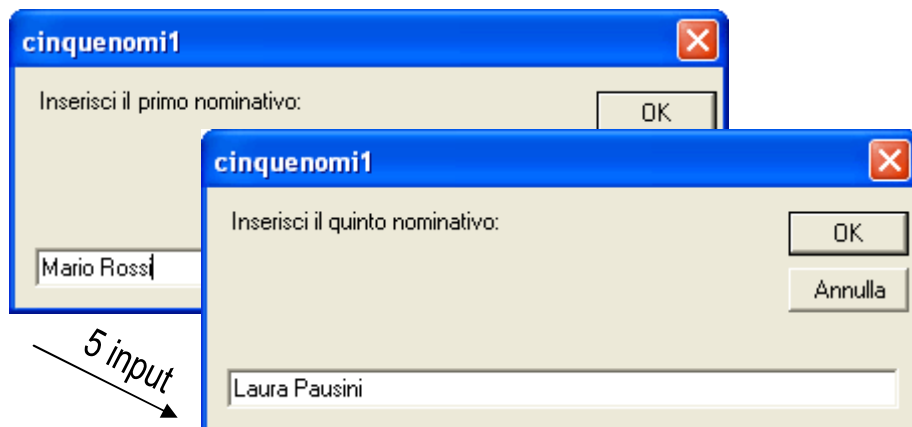 cinquenomi1
Inserisci il primo nominativo:
OK
Mario Rossi
cinquenomi1
Inserisci il quinto nominativo:
OK
Annulla
Laura Pausini
5 input